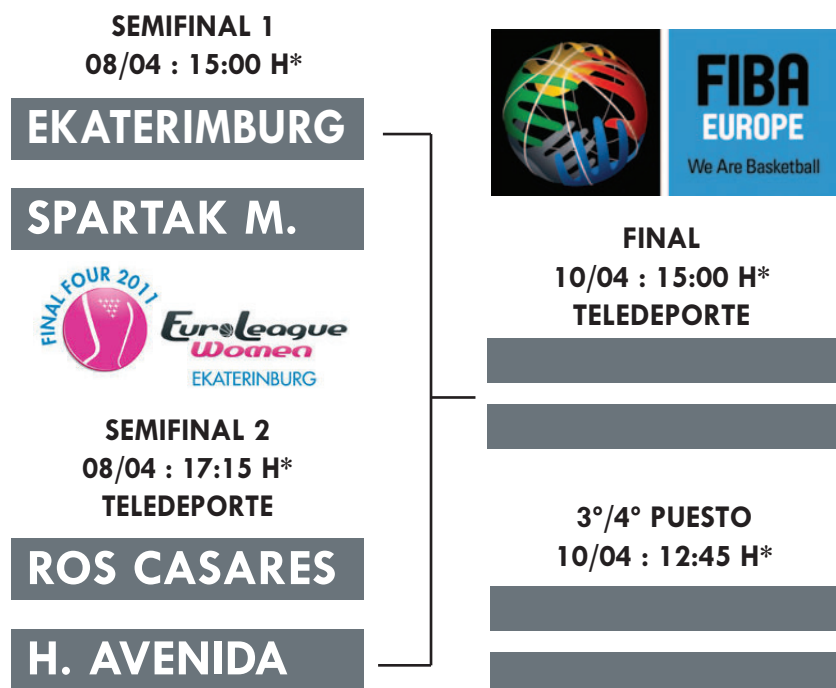 SEMIFINAL 1
08/04 : 15:00 H*
EKATERIMBURG
SPARTAK M.
FINAL FOUR 2011
EuroLeague
Women
EKATERINBURG
SEMIFINAL 2
08/04 : 17:15 H*
TELEDEPORTE
ROS CASARES
H. AVENIDA
FIBA
EUROPE
We Are Basketball
FINAL
10/04 : 15:00 H*
TELEDEPORTE
3º/4º PUESTO
10/04 : 12:45 H*